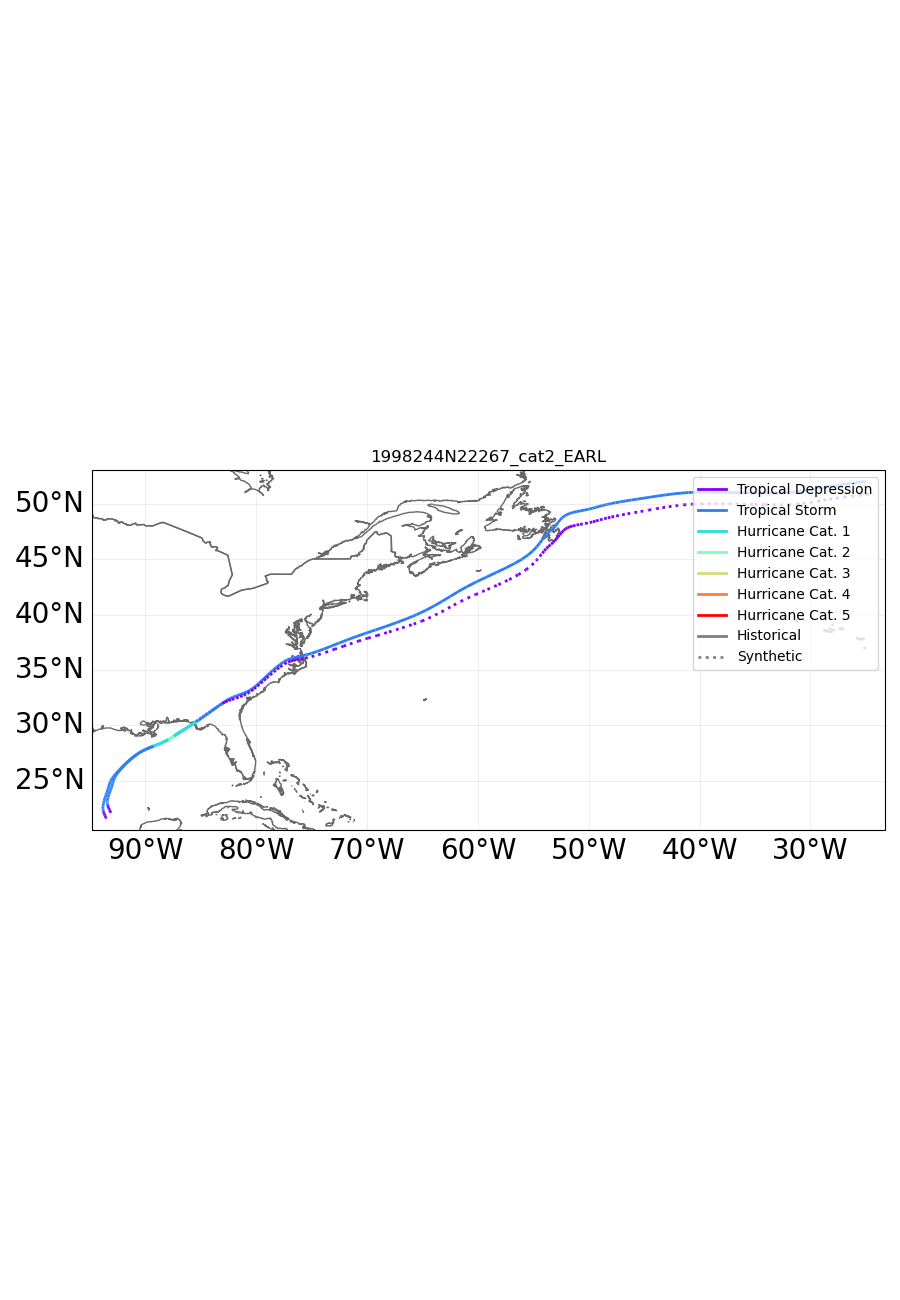 1998244N22267_cat2_EARL
50°N
45°N
40°N
35°N
30°N
25°N
90°W
80°W
70°W
60°W
50°W
40°W
30°W
Tropical Depression
Tropical Storm
Hurricane Cat. 1
Hurricane Cat. 2
Hurricane Cat. 3
Hurricane Cat. 4
Hurricane Cat. 5
Historical
Synthetic